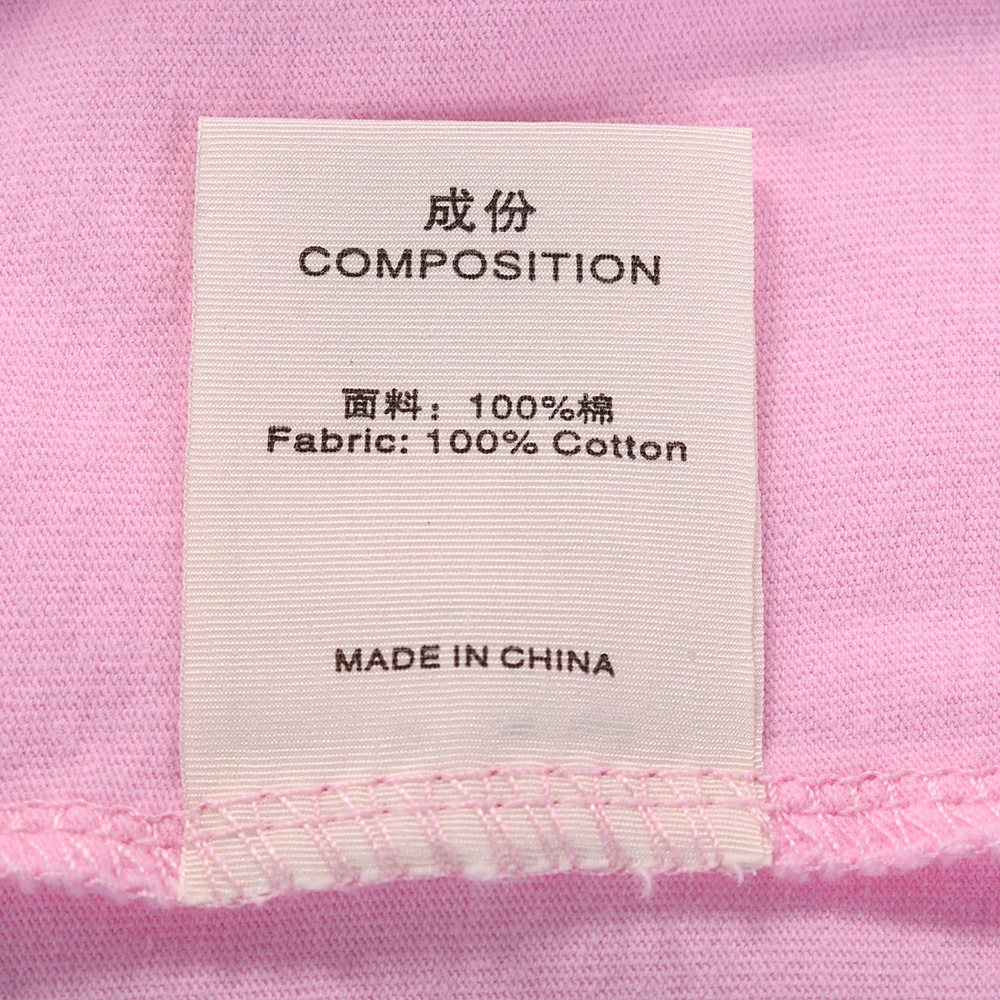 成份
COMPOSITION
面料：100%棉
Fabric: 100% Cotton
MADE IN CHINA